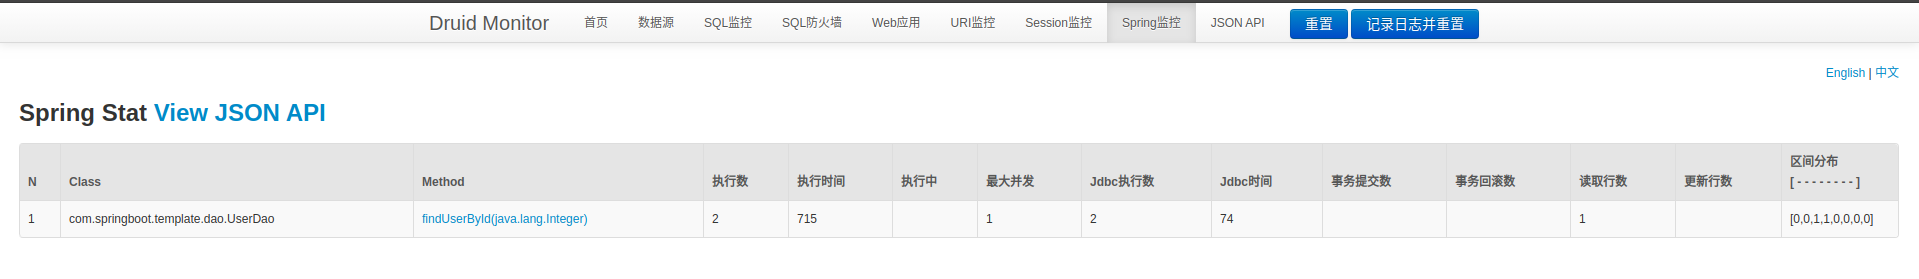 Druid Monitor 首页 数据源 SQL监控 SQL防火墙 Web应用 URI监控 Session监控 Spring监控 JSON API 重置 记录日志并重置
English | 中文
Spring Stat View JSON API
N Class Method 执行数 执行时间 执行中 最大并发 Jdbc执行数 Jdbc时间 事务提交数 事务回滚数 读取行数 更新行数 区间分布
[ - - - - - - - - ]
1 com.springboot.template.dao.UserDao findUserById(java.lang.Integer) 2 715 1 2 74 1 [0,0,1,1,0,0,0,0]